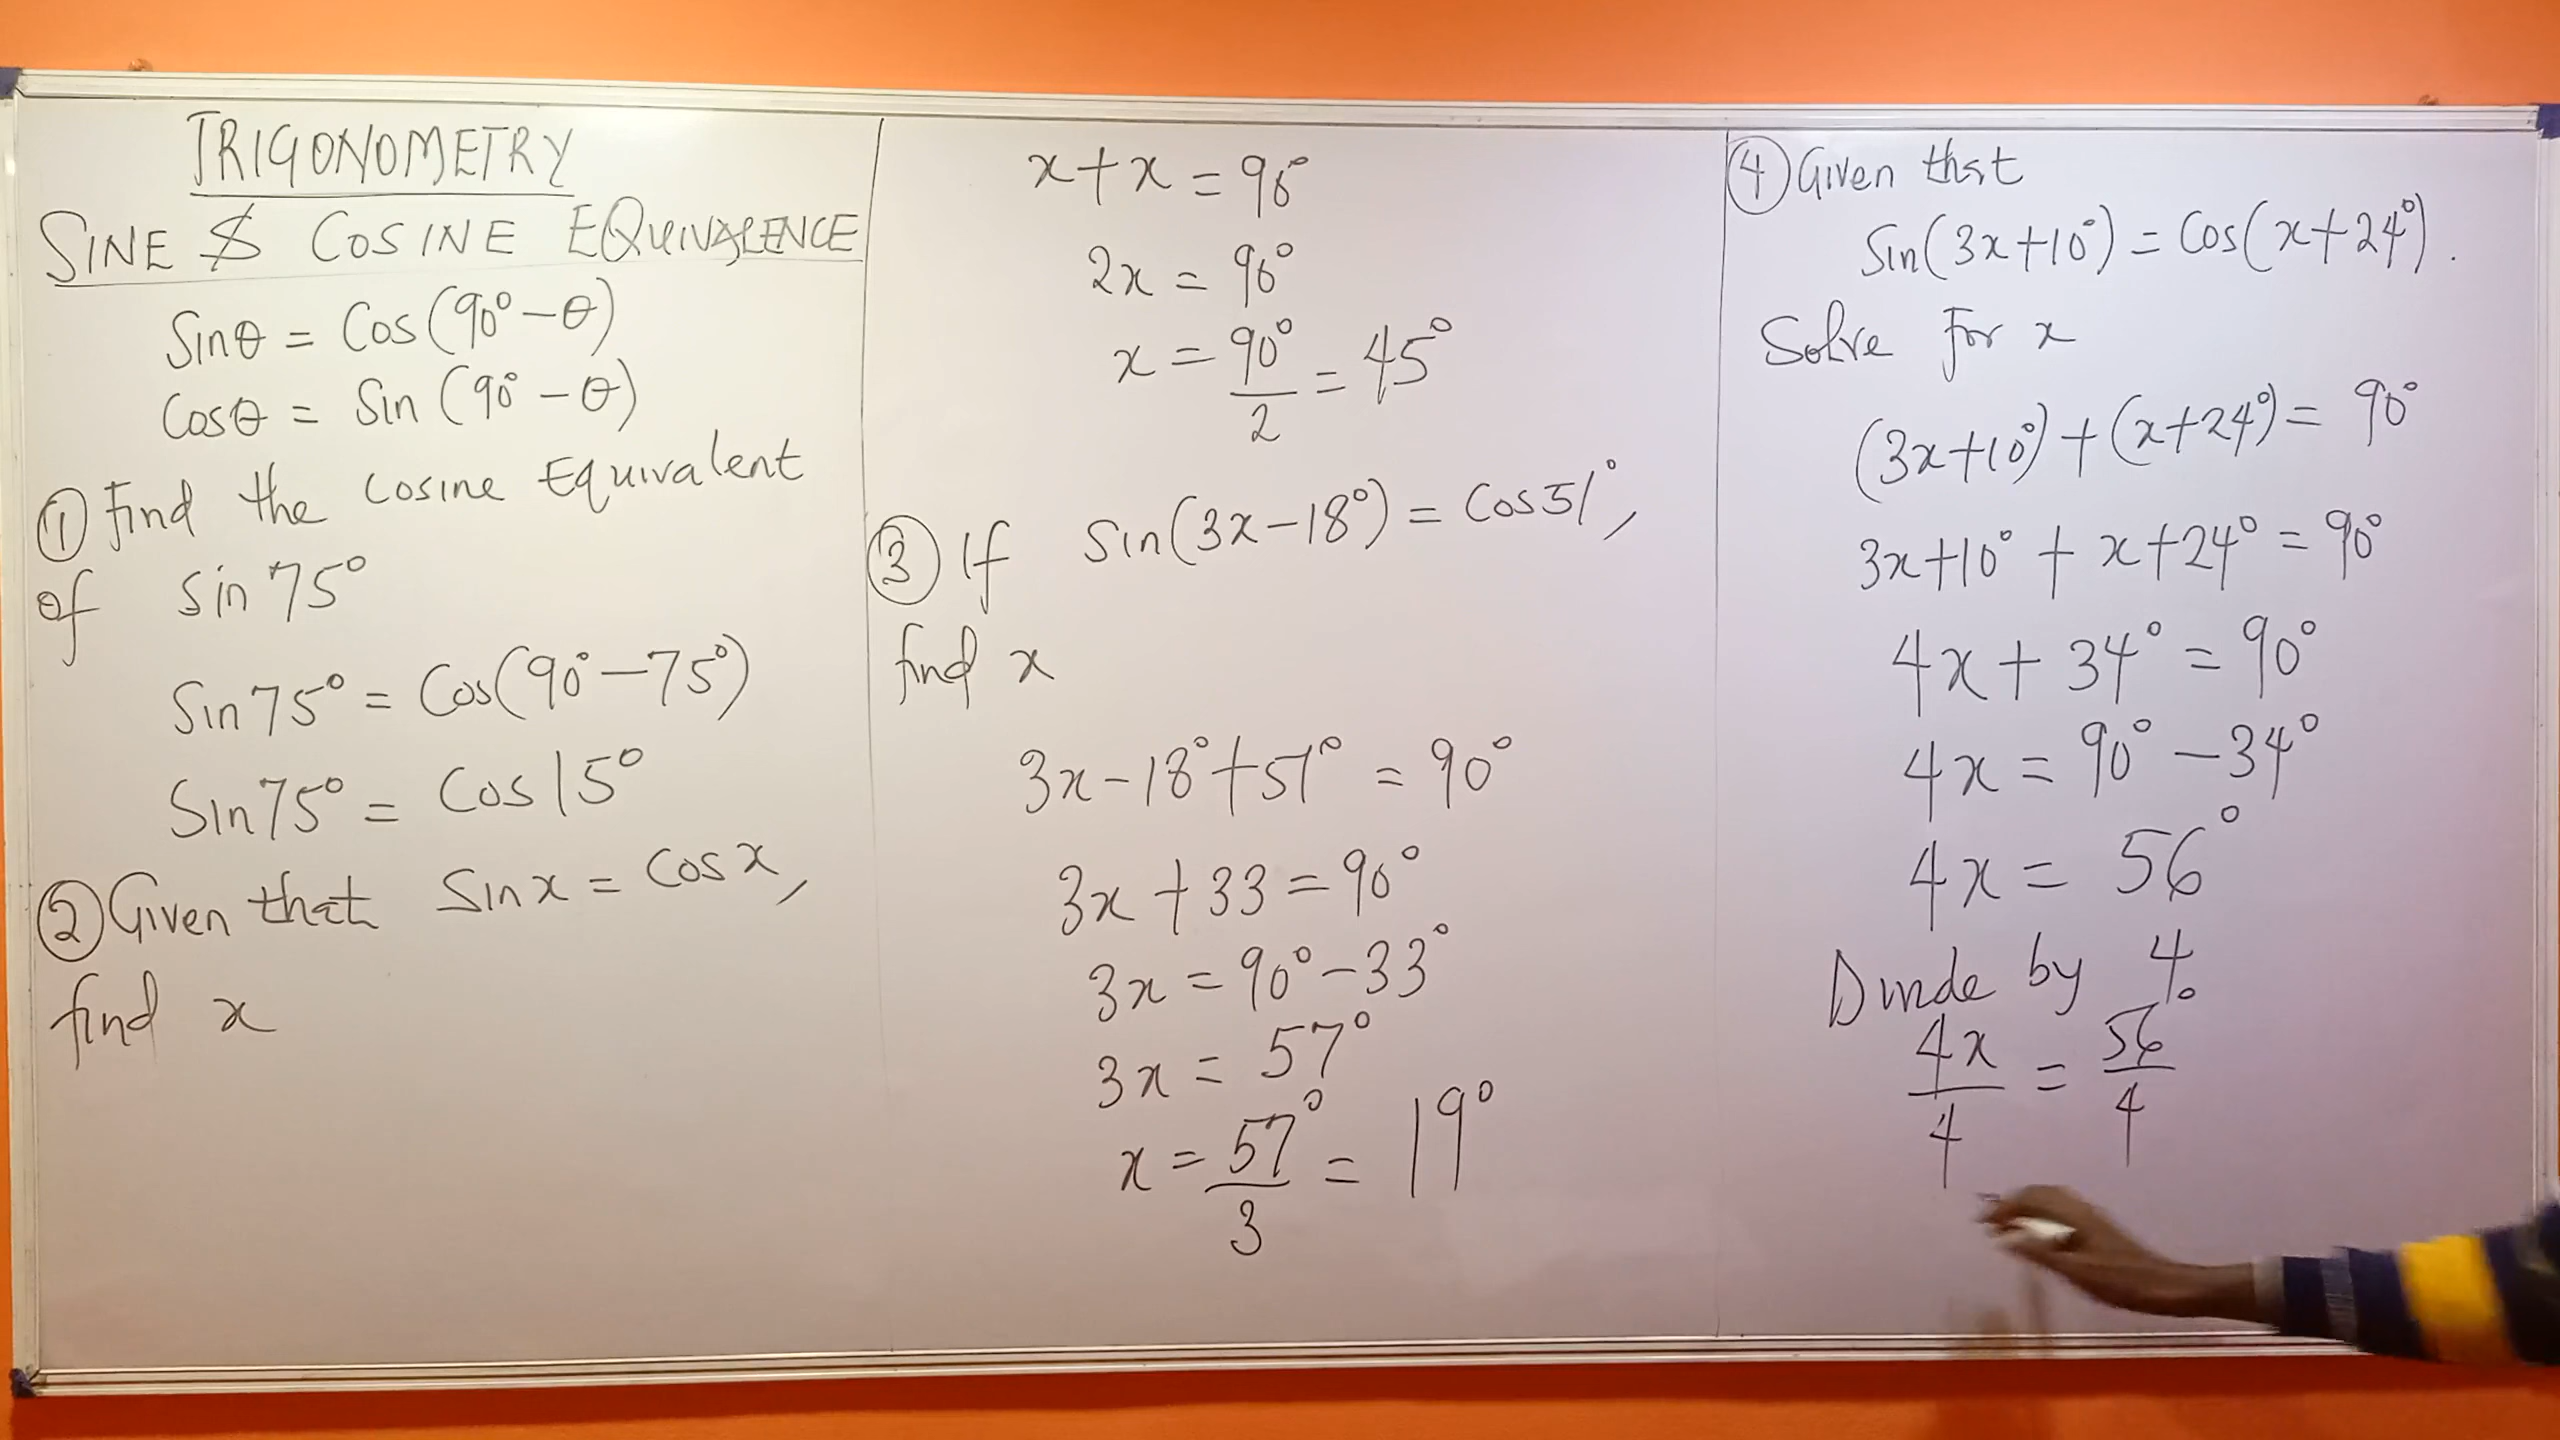 TRIGONOMETRY
SINE & COSINE EQUIVALENCE
Sinθ = Cos(90° - θ)
Cosθ = Sin(90° - θ)
① Find the Cosine Equivalent
of Sin 75°
Sin 75° = Cos(90° - 75°)
Sin 75° = Cos 15°
② Given that Sin x = Cos x,
find x
x + x = 90°
2x = 90°
x = 90°/2 = 45°
③ If Sin(3x - 18°) = Cos 51°,
find x
3x - 18° + 51° = 90°
3x + 33 = 90°
3x = 90° - 33°
3x = 57°
x = 57°/3 = 19°
④ Given that
Sin(3x + 10°) = Cos(x + 24°).
Solve for x
(3x + 10°) + (x + 24°) = 90°
3x + 10° + x + 24° = 90°
4x + 34° = 90°
4x = 90° - 34°
4x = 56°
Divide by 4
4x/4 = 56°/4